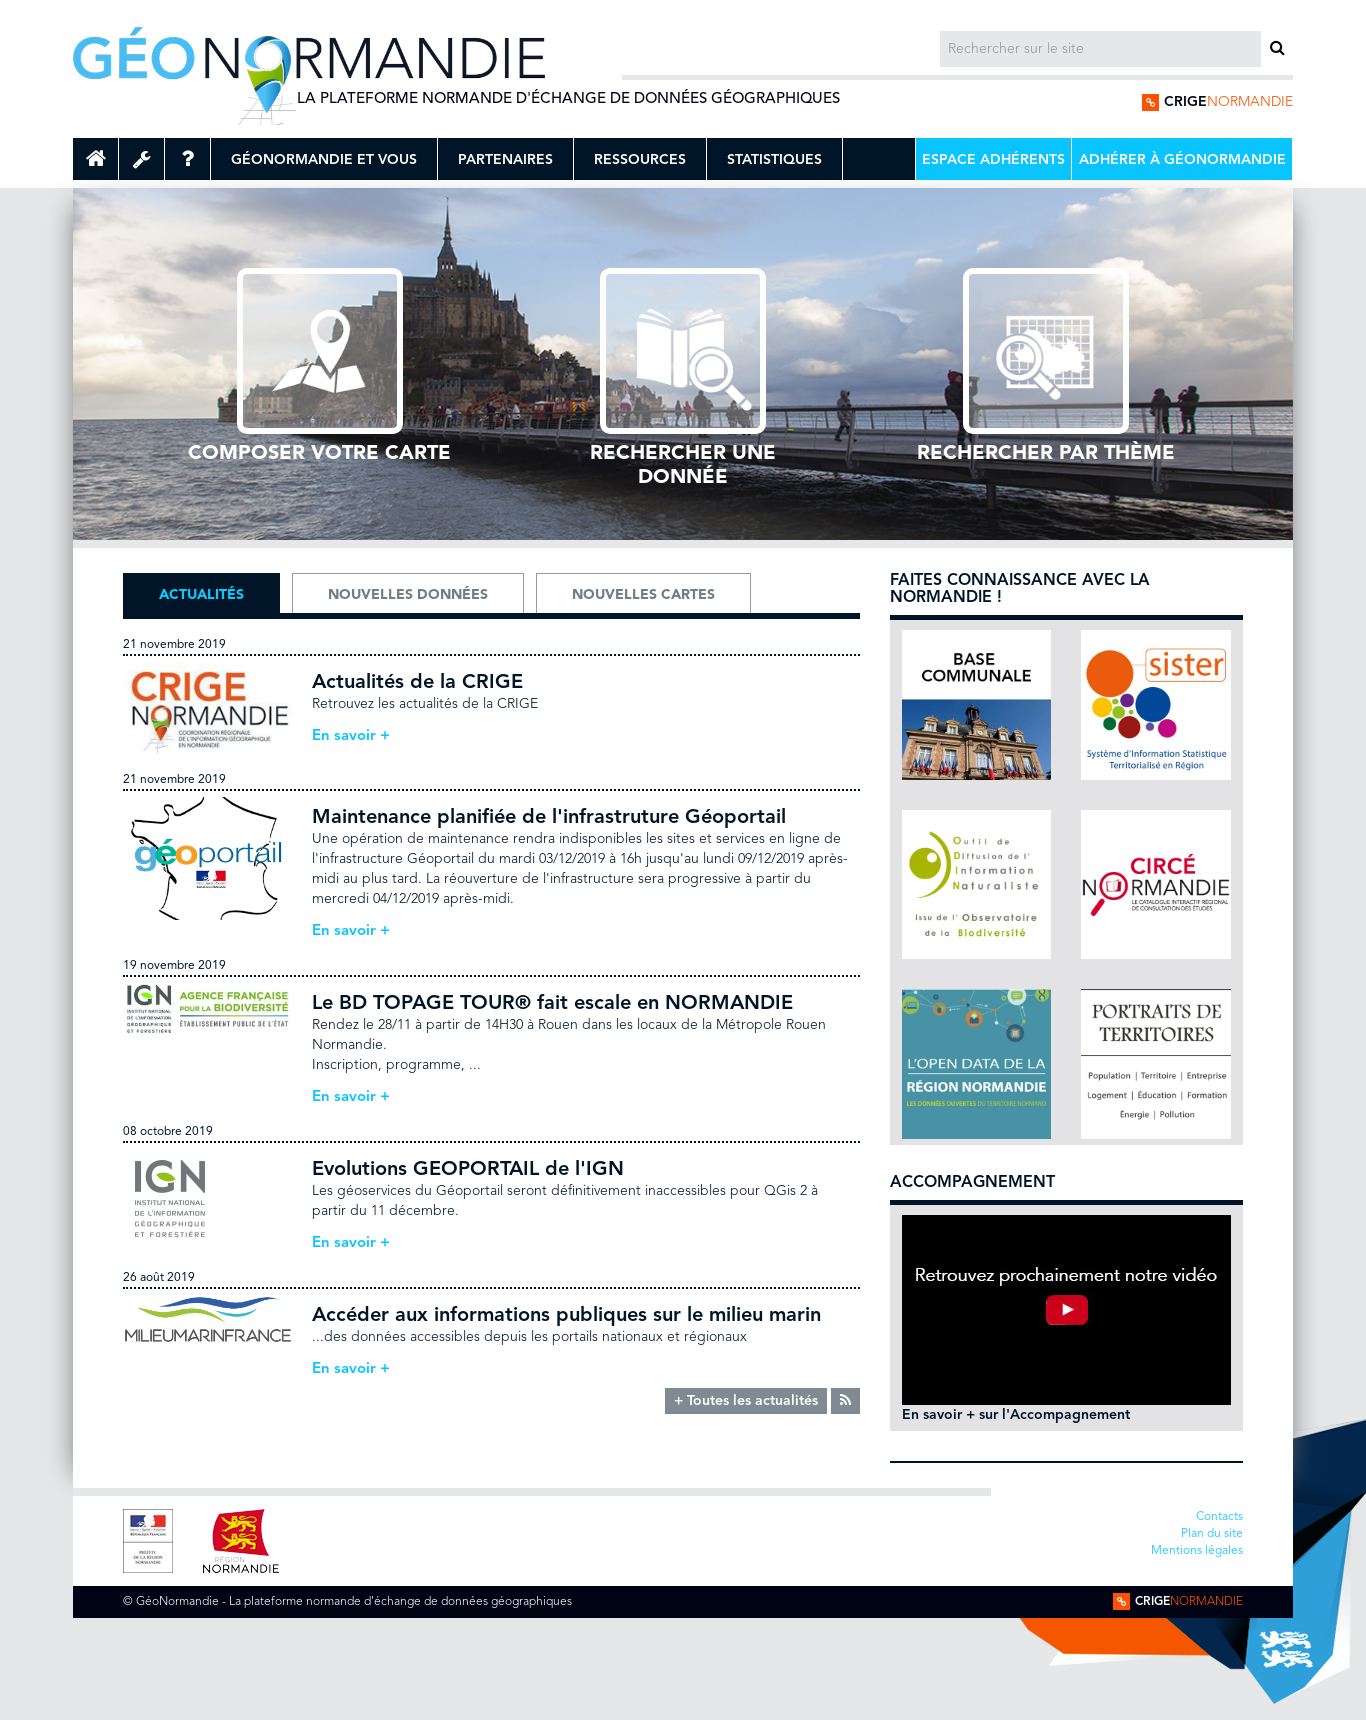 GÉONORMANDIE
LA PLATEFORME NORMANDE D'ÉCHANGE DE DONNÉES GÉOGRAPHIQUES
Rechercher sur le site
CRIGENORMANDIE
GÉONORMANDIE ET VOUS
PARTENAIRES
RESSOURCES
STATISTIQUES
ESPACE ADHÉRENTS
ADHÉRER À GÉONORMANDIE
COMPOSER VOTRE CARTE
RECHERCHER UNE
DONNÉE
RECHERCHER PAR THÈME
ACTUALITÉS
NOUVELLES DONNÉES
NOUVELLES CARTES
21 novembre 2019
CRIGE
NORMANDIE
COORDINATION RÉGIONALE
DE L'INFORMATION GÉOGRAPHIQUE
EN NORMANDIE
Actualités de la CRIGE
Retrouvez les actualités de la CRIGE
En savoir +
21 novembre 2019
géoportail
Maintenance planifiée de l'infrastruture Géoportail
Une opération de maintenance rendra indisponibles les sites et services en ligne de
l'infrastructure Géoportail du mardi 03/12/2019 à 16h jusqu'au lundi 09/12/2019 après-
midi au plus tard. La réouverture de l'infrastructure sera progressive à partir du
mercredi 04/12/2019 après-midi.
En savoir +
19 novembre 2019
IGN
INSTITUT NATIONAL
DE L'INFORMATION
GÉOGRAPHIQUE
ET FORESTIÈRE
AGENCE FRANÇAISE
POUR LA BIODIVERSITÉ
ÉTABLISSEMENT PUBLIC DE L'ÉTAT
Le BD TOPAGE TOUR® fait escale en NORMANDIE
Rendez le 28/11 à partir de 14H30 à Rouen dans les locaux de la Métropole Rouen
Normandie.
Inscription, programme, ...
En savoir +
08 octobre 2019
IGN
INSTITUT NATIONAL
DE L'INFORMATION
GÉOGRAPHIQUE
ET FORESTIÈRE
Evolutions GEOPORTAIL de l'IGN
Les géoservices du Géoportail seront définitivement inaccessibles pour QGis 2 à
partir du 11 décembre.
En savoir +
26 août 2019
MILIEUMARINFRANCE
Accéder aux informations publiques sur le milieu marin
...des données accessibles depuis les portails nationaux et régionaux
En savoir +
+ Toutes les actualités
FAITES CONNAISSANCE AVEC LA
NORMANDIE !
BASE
COMMUNALE
sister
Système d'Information Statistique
Territorialisé en Région
Outil de
Diffusion de l'
Information
Naturaliste
Issu de l'Observatoire
de la Biodiversité
CIRCÉ
NORMANDIE
LE CATALOGUE INTERACTIF RÉGIONAL
DE CONSULTATION DES ÉTUDES
L'OPEN DATA DE LA
RÉGION NORMANDIE
LES DONNÉES OUVERTES DU TERRITOIRE NORMAND
PORTRAITS DE
TERRITOIRES
Population | Territoire | Entreprise
Logement | Éducation | Formation
Énergie | Pollution
ACCOMPAGNEMENT
Retrouvez prochainement notre vidéo
En savoir + sur l'Accompagnement
PRÉFET
DE LA RÉGION
NORMANDIE
RÉGION
NORMANDIE
Contacts
Plan du site
Mentions légales
© GéoNormandie - La plateforme normande d'échange de données géographiques
CRIGENORMANDIE